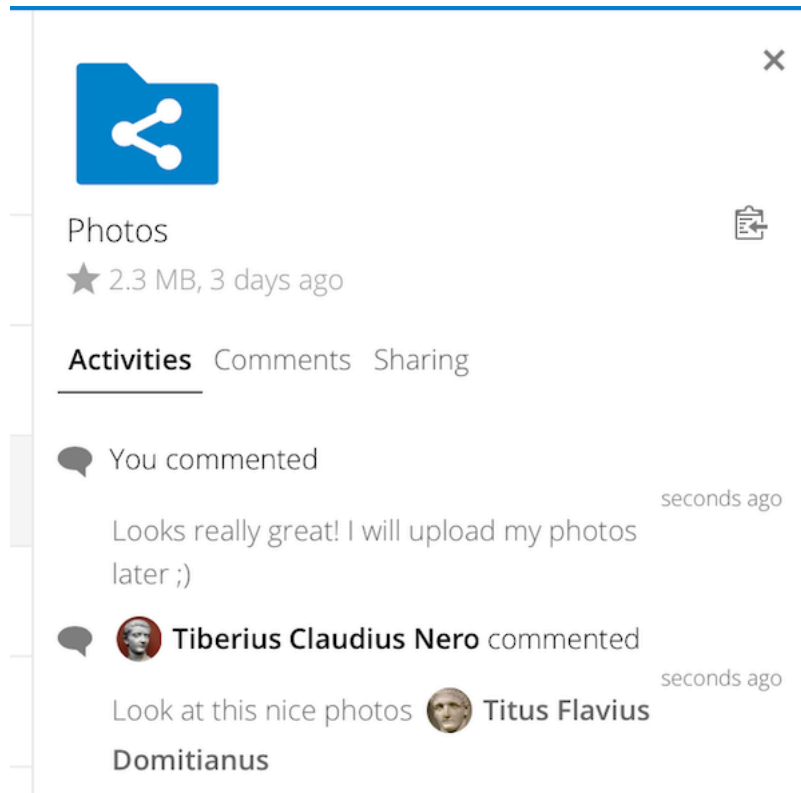 Photos
2.3 MB, 3 days ago
Activities Comments Sharing
You commented
seconds ago
Looks really great! I will upload my photos
later ;)
Tiberius Claudius Nero commented
seconds ago
Look at this nice photos Titus Flavius
Domitianus